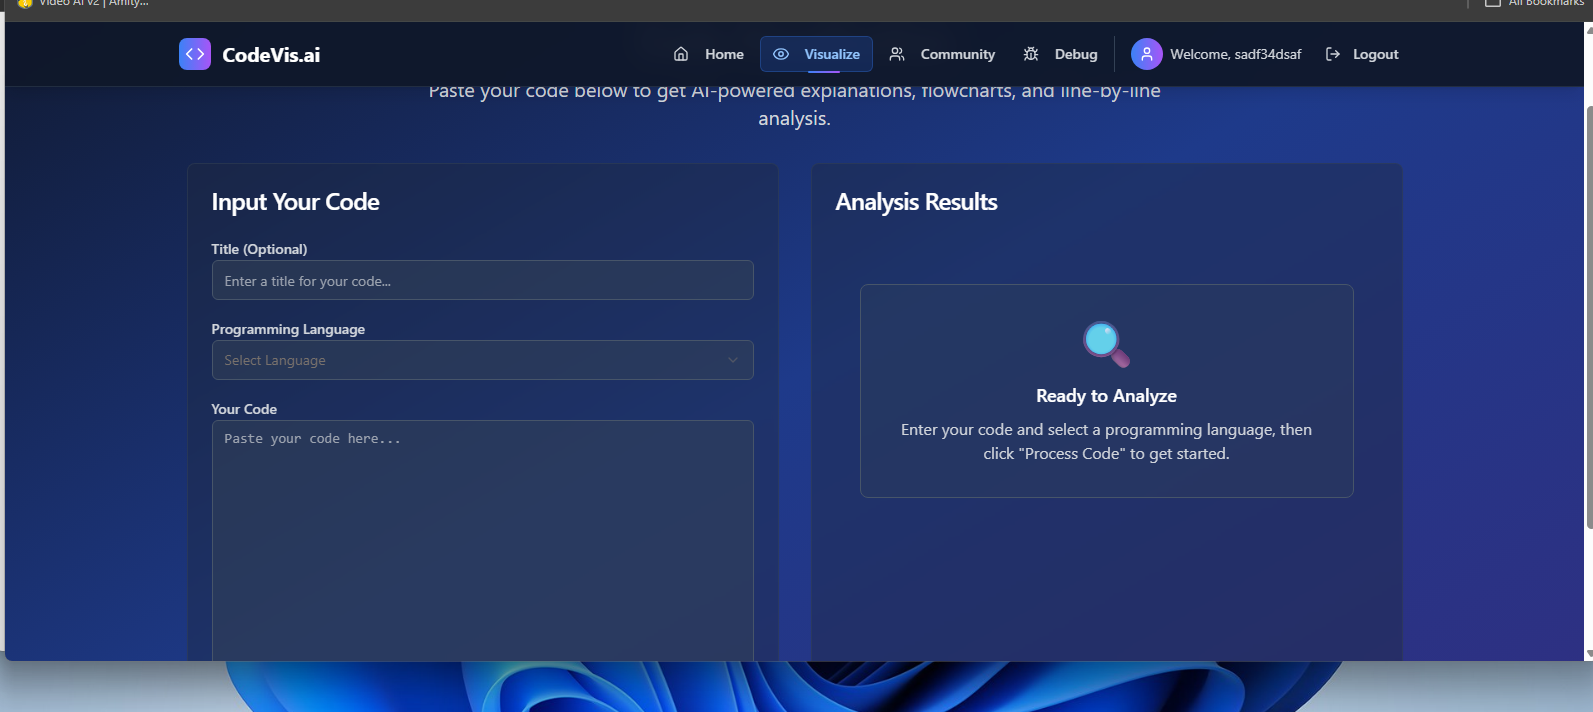 Video AI v2 | Amity...
All Bookmarks
CodeVis.ai
Home
Visualize
Community
Debug
Welcome, sadf34dsaf
Logout
Paste your code below to get AI-powered explanations, flowcharts, and line-by-line
analysis.
Input Your Code
Title (Optional)
Enter a title for your code...
Programming Language
Select Language
Your Code
Paste your code here...
Analysis Results
Ready to Analyze
Enter your code and select a programming language, then
click "Process Code" to get started.